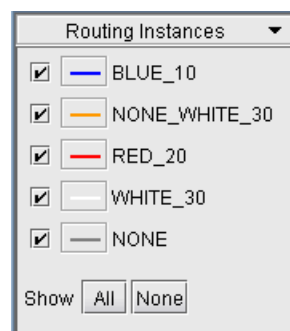 Routing Instances
BLUE_10
NONE_WHITE_30
RED_20
WHITE_30
NONE
Show All None